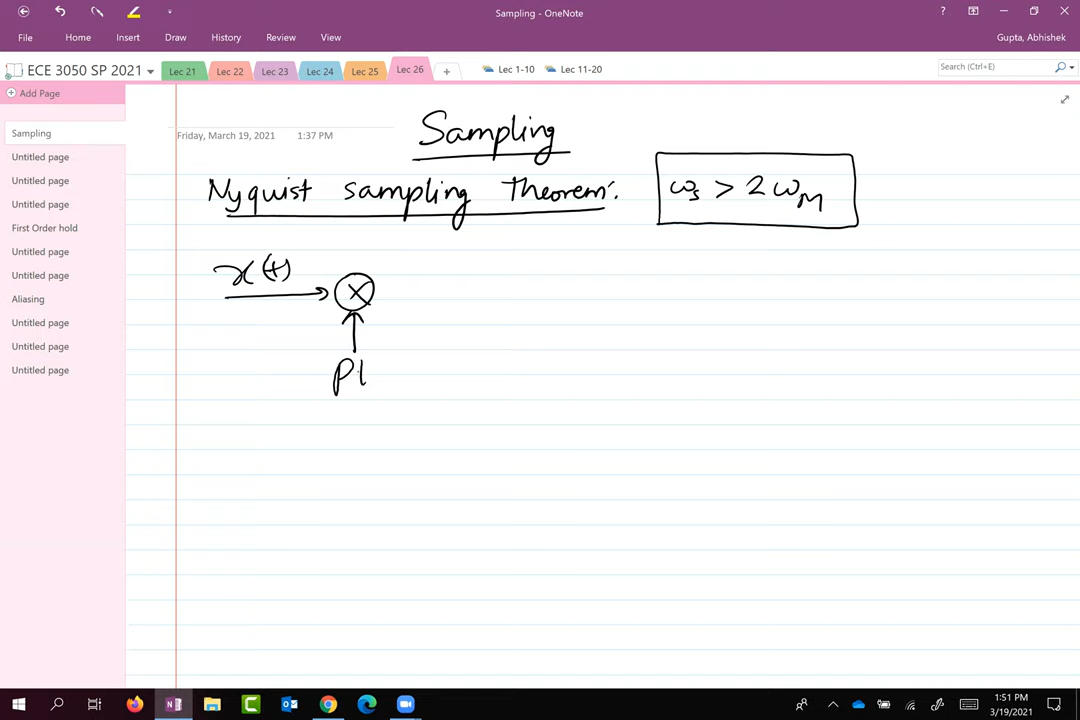 Sampling - OneNote
?
File Home Insert Draw History Review View
Gupta, Abhishek
ECE 3050 SP 2021
Lec 21 Lec 22 Lec 23 Lec 24 Lec 25 Lec 26 + Lec 1-10 Lec 11-20
Search (Ctrl+E)
Add Page
Sampling
Untitled page
Untitled page
Untitled page
First Order hold
Untitled page
Untitled page
Aliasing
Untitled page
Untitled page
Untitled page
Friday, March 19, 2021 1:37 PM
Sampling
Nyquist sampling Theorem: ωs > 2ωM
x(t)
×
1:51 PM
3/19/2021